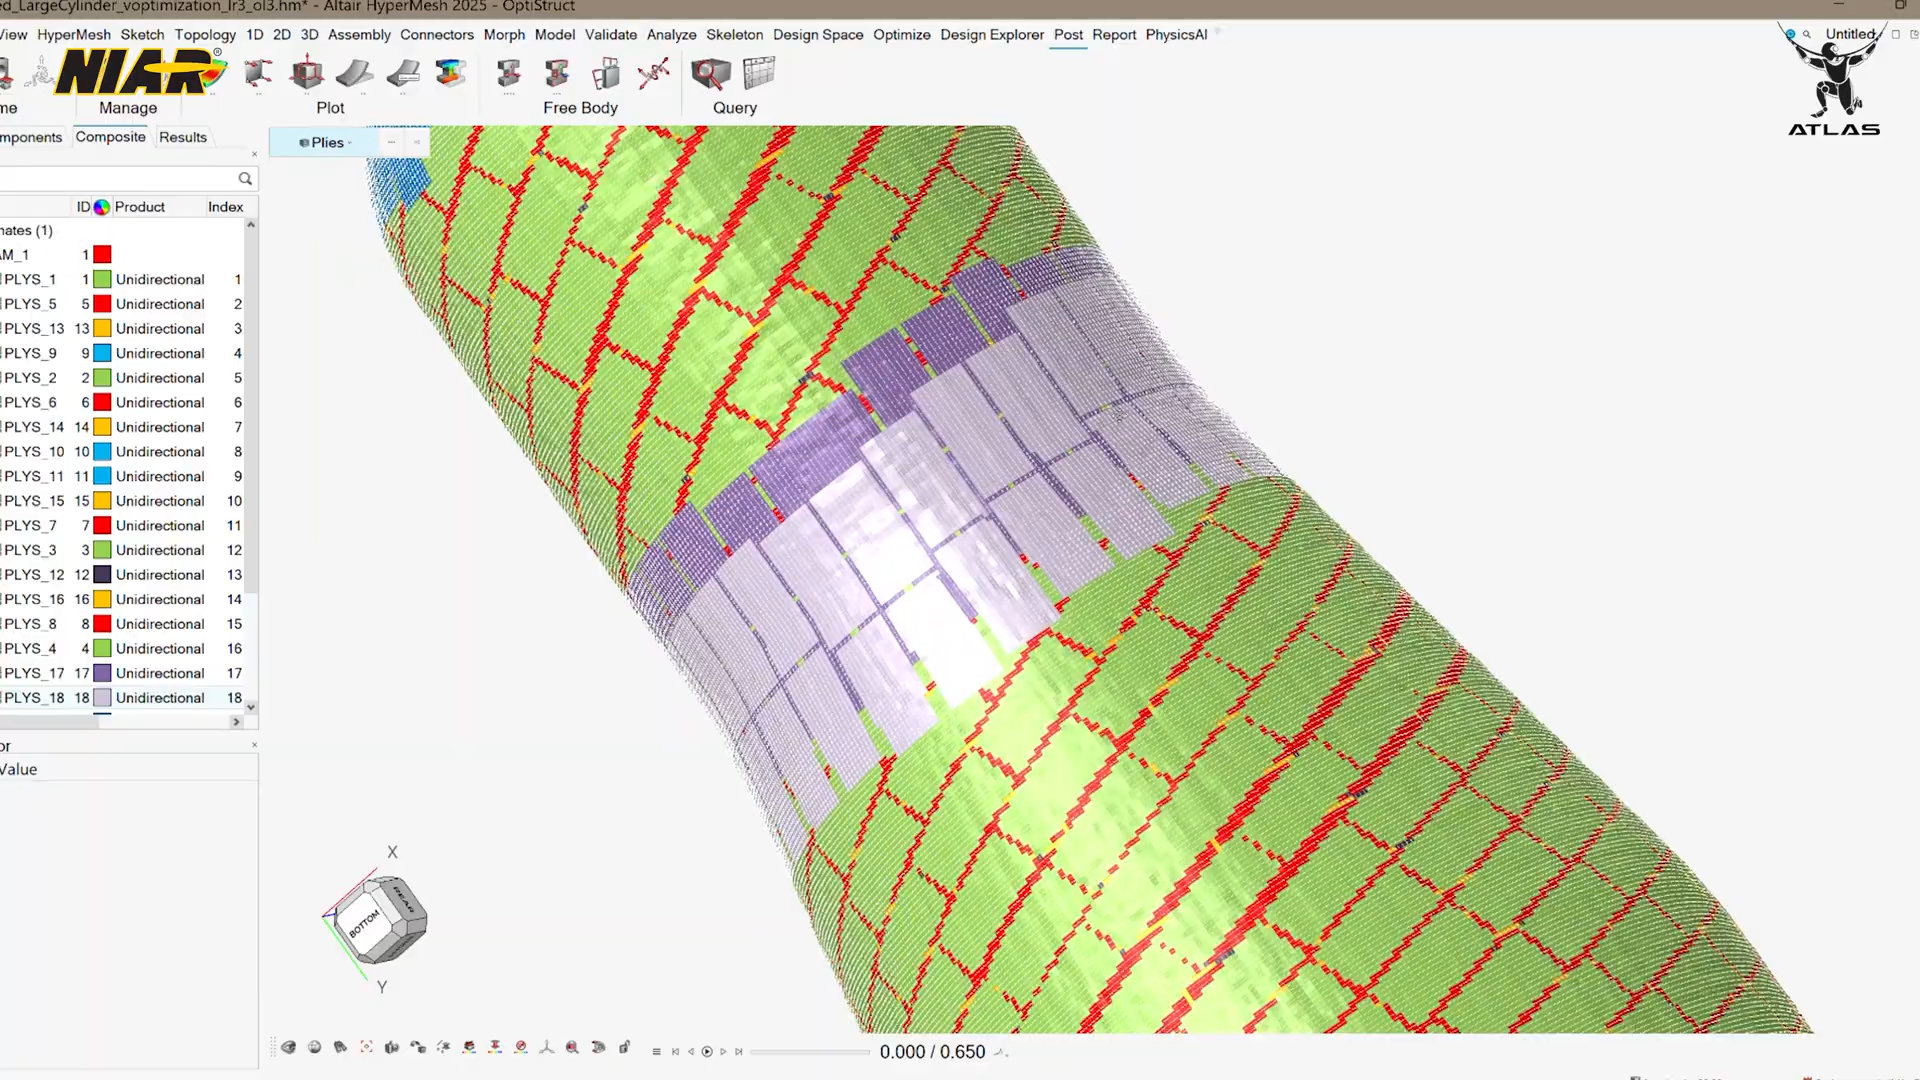 ed_LargeCylinder_voptimization_lr3_ol3.hm* - Altair HyperMesh 2025 - OptiStruct
View HyperMesh Sketch Topology 1D 2D 3D Assembly Connectors Morph Model Validate Analyze Skeleton Design Space Optimize Design Explorer Post Report PhysicsAI
Untitled
NIAR®
ATLAS
me Manage Plot Free Body Query
mponents Composite Results
Plies
ID Product Index
nates (1)
AM_1 1
PLYS_1 1 Unidirectional 1
PLYS_5 5 Unidirectional 2
PLYS_13 13 Unidirectional 3
PLYS_9 9 Unidirectional 4
PLYS_2 2 Unidirectional 5
PLYS_6 6 Unidirectional 6
PLYS_14 14 Unidirectional 7
PLYS_10 10 Unidirectional 8
PLYS_11 11 Unidirectional 9
PLYS_15 15 Unidirectional 10
PLYS_7 7 Unidirectional 11
PLYS_3 3 Unidirectional 12
PLYS_12 12 Unidirectional 13
PLYS_16 16 Unidirectional 14
PLYS_8 8 Unidirectional 15
PLYS_4 4 Unidirectional 16
PLYS_17 17 Unidirectional 17
PLYS_18 18 Unidirectional 18
or
Value
X
REAR
BOTTOM
Y
0.000 / 0.650